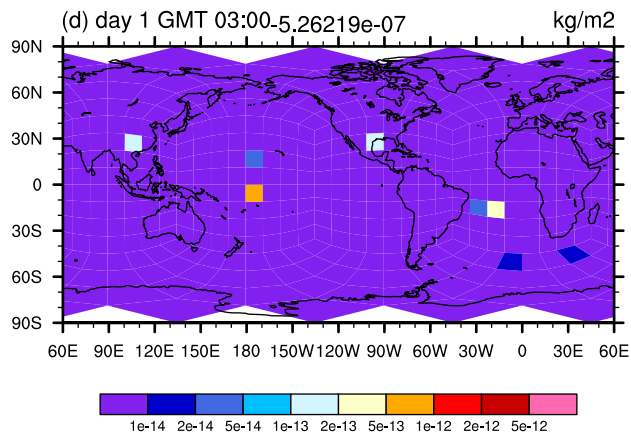 (d) day 1 GMT 03:00 -5.26219e-07 kg/m2
90N
60N
30N
0
30S
60S
90S
60E 90E 120E 150E 180 150W 120W 90W 60W 30W 0 30E 60E
1e-14 2e-14 5e-14 1e-13 2e-13 5e-13 1e-12 2e-12 5e-12